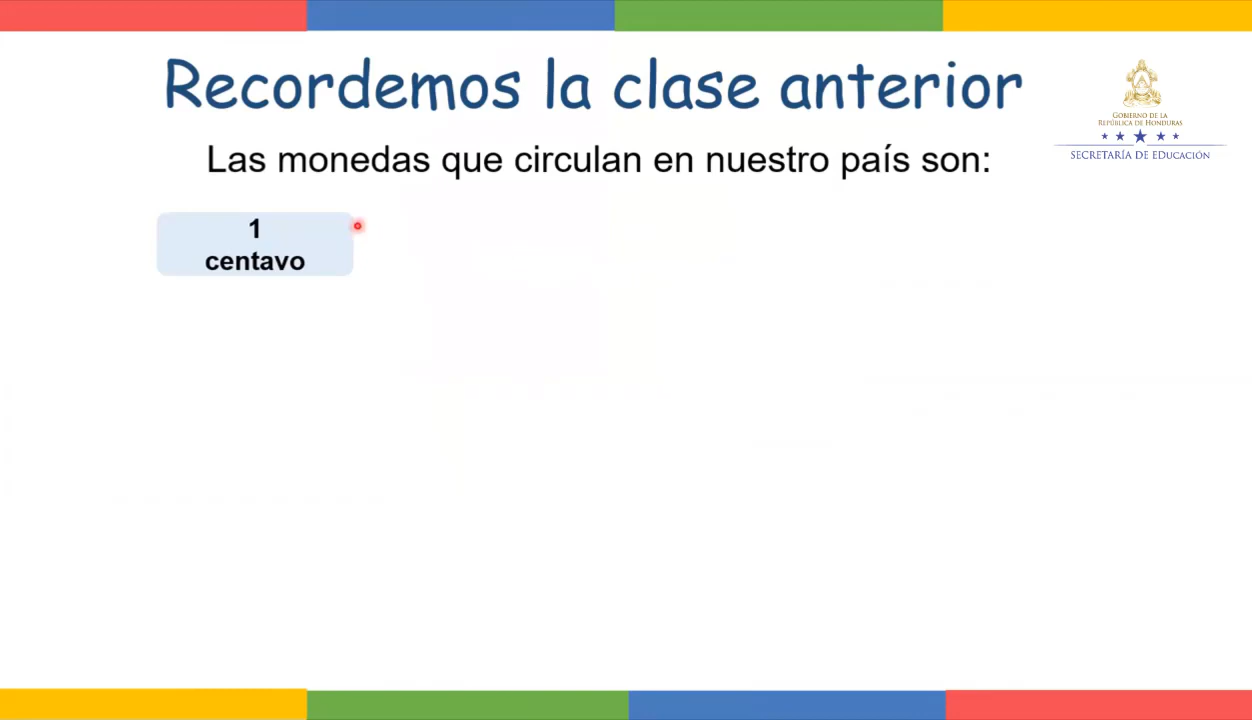 Recordemos la clase anterior
GOBIERNO DE LA
REPÚBLICA DE HONDURAS
SECRETARÍA DE EDUCACIÓN
Las monedas que circulan en nuestro país son:
1
centavo